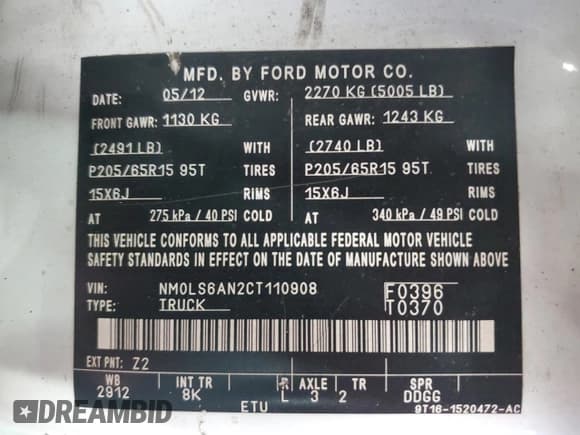 MFD. BY FORD MOTOR CO.
DATE: 05/12 GVWR: 2270 KG (5005 LB)
FRONT GAWR: 1130 KG REAR GAWR: 1243 KG
(2491 LB) WITH (2740 LB) WITH
P205/65R15 95T TIRES P205/65R15 95T TIRES
15X6J RIMS 15X6J RIMS
AT 275 kPa / 40 PSI COLD AT 340 kPa / 49 PSI COLD
THIS VEHICLE CONFORMS TO ALL APPLICABLE FEDERAL MOTOR VEHICLE
SAFETY STANDARDS IN EFFECT ON THE DATE OF MANUFACTURE SHOWN ABOVE
VIN: NM0LS6AN2CT110908 F0396
TYPE: TRUCK T0370
EXT PNT: Z2
WB INT TR R AXLE TR SPR
2912 8K L 3 2 DDGG
ETU 9T16-1520472-AC
DREAMBID